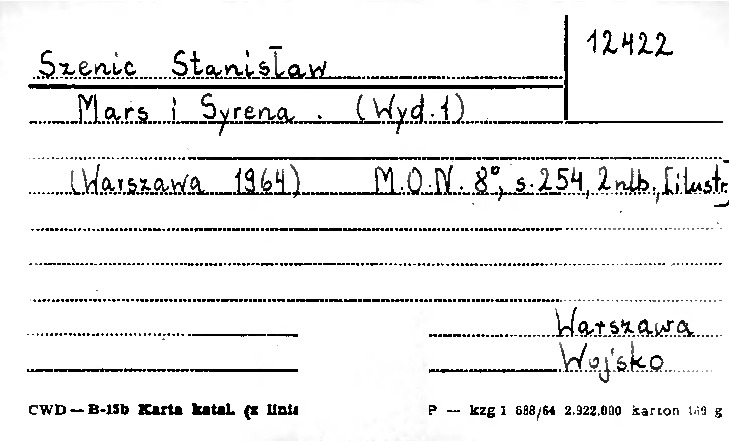 12422
Szenic Stanisław
Mars i Syrena. (Wyd. 1)
(Warszawa 1964) M.O.N. 8°, s. 254, 2 nlb., [ilustr.]
Warszawa
Wojsko
CWD — B-15b Karta katal. (z linia
P — kzg 1 688/64 2.922.000 karton g